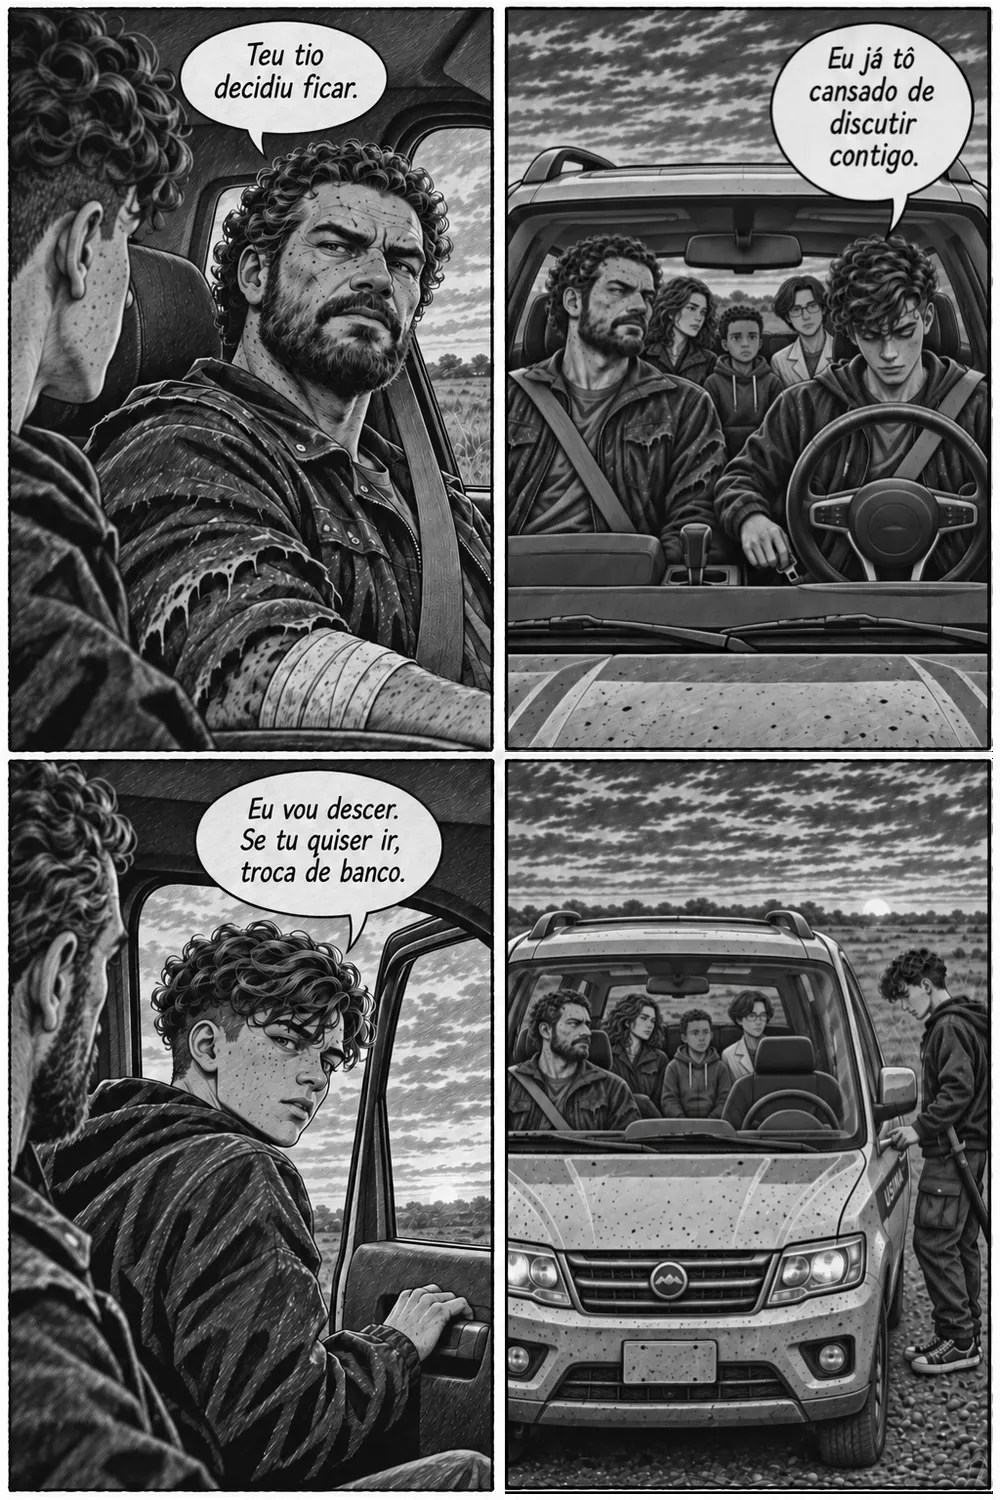 Teu tio
decidiu ficar.
Eu já tô
cansado de
discutir
contigo.
Eu vou descer.
Se tu quiser ir,
troca de banco.
USINA